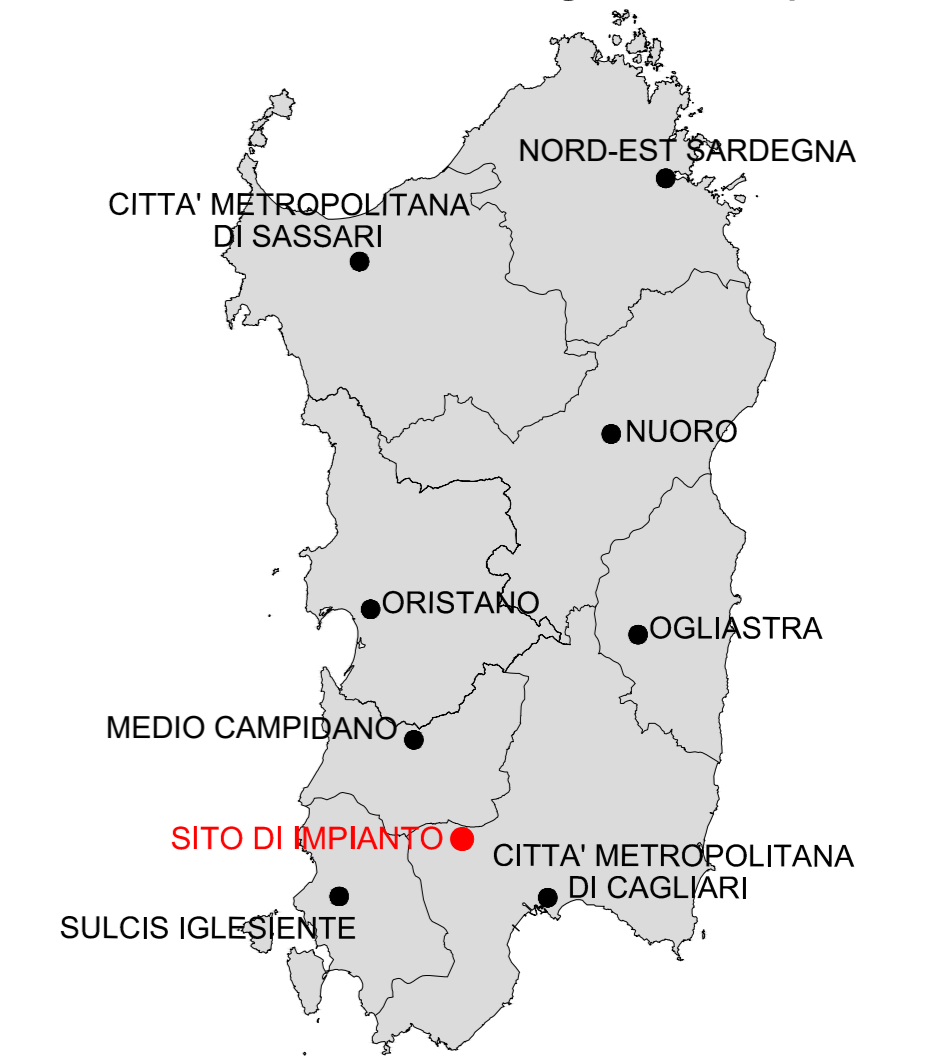 NORD-EST SARDEGNA
CITTA' METROPOLITANA
DI SASSARI
NUORO
ORISTANO
OGLIASTRA
MEDIO CAMPIDANO
SITO DI IMPIANTO
CITTA' METROPOLITANA
DI CAGLIARI
SULCIS IGLESIENTE